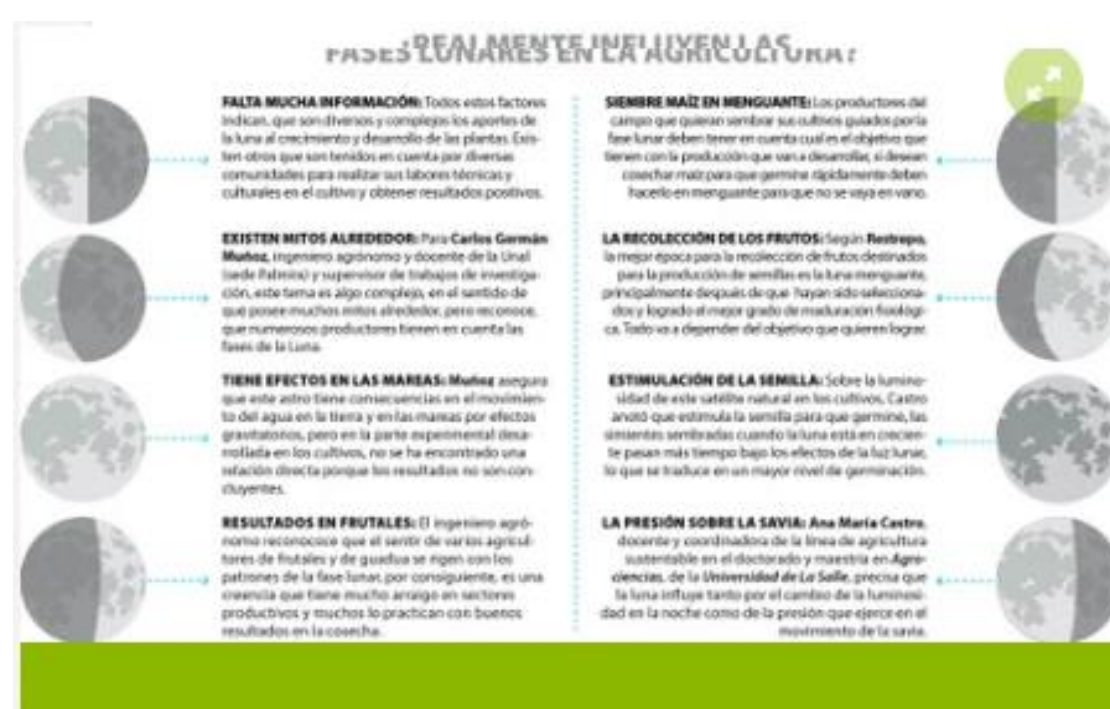 ¿REALMENTE INFLUYEN LAS
FASES LUNARES EN LA AGRICULTURA?
FALTA MUCHA INFORMACIÓN: Todos estos factores
indican, que son diversos y complejos los aportes de
la luna al crecimiento y desarrollo de las plantas. Exis-
ten otros que son tenidos en cuenta por diversas
comunidades para realizar sus labores técnicas y
culturales en el cultivo y obtener resultados positivos.
EXISTEN MITOS ALREDEDOR: Para Carlos Germán
Muñoz, ingeniero agrónomo y docente de la Unal
(sede Palmira) y supervisor de trabajos de investiga-
ción, este tema es algo complejo, en el sentido de
que posee muchos mitos alrededor, pero reconoce,
que numerosos productores tienen en cuenta las
fases de la Luna.
TIENE EFECTOS EN LAS MAREAS: Muñoz asegura
que este astro tiene consecuencias en el movimien-
to del agua en la tierra y en las mareas por efectos
gravitatorios, pero en la parte experimental desa-
rrollada en los cultivos, no se ha encontrado una
relación directa porque los resultados no son con-
cluyentes.
RESULTADOS EN FRUTALES: El ingeniero agró-
nomo reconococe que el sentir de varios agricul-
tores de frutales y de guadua se rigen con los
patrones de la fase lunar, por consiguiente, es una
creencia que tiene mucho arraigo en sectores
productivos y muchos lo practican con buenos
resultados en la cosecha.
SIEMBRE MAÍZ EN MENGUANTE: Los productores del
campo que quieran sembrar sus cultivos guiados por la
fase lunar deben tener en cuenta cual es el objetivo que
tienen con la producción que van a desarrollar, si desean
cosechar maíz para que germine rápidamente deben
hacerlo en menguante para que no se vaya en vano.
LA RECOLECCIÓN DE LOS FRUTOS: Según Restrepo,
la mejor época para la recolección de frutos destinados
para la producción de semillas es la luna menguante,
principalmente después de que hayan sido selecciona-
dos y logrado el mejor grado de maduración fisiológi-
ca. Todo va a depender del objetivo que quieren lograr.
ESTIMULACIÓN DE LA SEMILLA: Sobre la lumino-
sidad de este satélite natural en los cultivos, Castro
anotó que estimula la semilla para que germine, las
simientes sembradas cuando la luna está en crecien-
te pasan más tiempo bajo los efectos de la luz lunar,
lo que se traduce en un mayor nivel de germinación.
LA PRESIÓN SOBRE LA SAVIA: Ana María Castro,
docente y coordinadora de la línea de agricultura
sustentable en el doctorado y maestría en Agro-
ciencias, de la Universidad de La Salle, precisa que
la luna influye tanto por el cambio de la luminosi-
dad en la noche como de la presión que ejerce en el
movimiento de la savia.